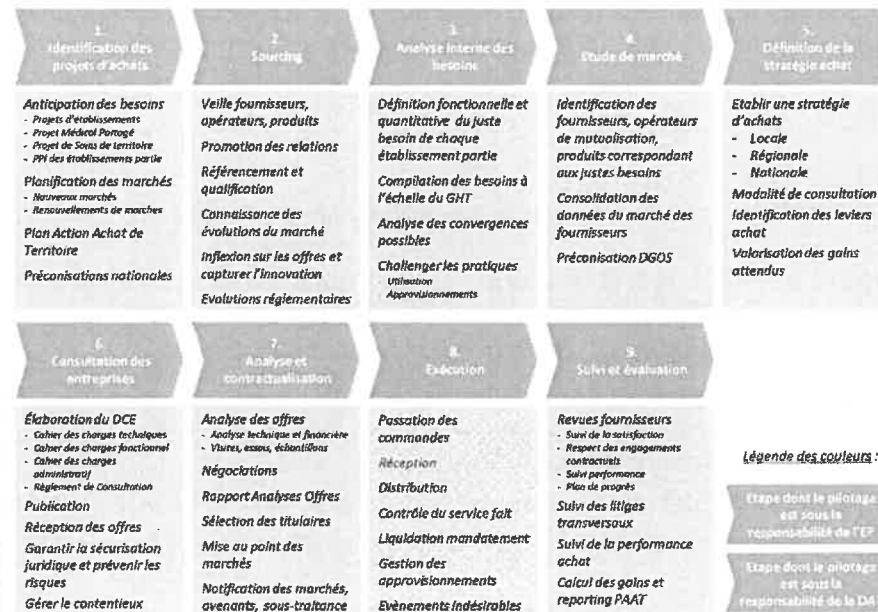 1.
Identification des
projets d'achats
Anticipation des besoins
- Projets d'établissements
- Projet Médical Partagé
- Projet de Soins de territoire
- PPI des établissements partie
Planification des marchés
- Nouveaux marchés
- Renouvellements de marches
Plan Action Achat de
Territoire
Préconisations nationales
2.
Sourcing
Veille fournisseurs,
opérateurs, produits
Promotion des relations
Référencement et
qualification
Connaissance des
évolutions du marché
Inflexion sur les offres et
capturer l'innovation
Evolutions réglementaires
3.
Analyse interne des
besoins
Définition fonctionnelle et
quantitative du juste
besoin de chaque
établissement partie
Compilation des besoins à
l'échelle du GHT
Analyse des convergences
possibles
Challenger les pratiques
- Utilisation
- Approvisionnements
4.
Etude de marché
Identification des
fournisseurs, opérateurs
de mutualisation,
produits correspondant
aux justes besoins
Consolidation des
données du marché des
fournisseurs
Préconisation DGOS
5.
Définition de la
stratégie achat
Etablir une stratégie
d'achats
- Locale
- Régionale
- Nationale
Modalité de consultation
Identification des leviers
achat
Valorisation des gains
attendus
6.
Consultation des
entreprises
Élaboration du DCE
- Cahier des charges techniques
- Cahier des charges fonctionnel
- Cahier des charges
administratif
- Règlement de Consultation
Publication
Réception des offres
Garantir la sécurisation
juridique et prévenir les
risques
Gérer le contentieux
7.
Analyse et
contractualisation
Analyse des offres
- Analyse technique et financière
- Visites, essais, échantillons
Négociations
Rapport Analyses Offres
Sélection des titulaires
Mise au point des
marchés
Notification des marchés,
avenants, sous-traitance
8.
Exécution
Passation des
commandes
Réception
Distribution
Contrôle du service fait
Liquidation mandatement
Gestion des
approvisionnements
Evènements indésirables
9.
Suivi et évaluation
Revues fournisseurs
- Suivi de la satisfaction
- Respect des engagements
contractuels
- Suivi performance
- Plan de progrès
Suivi des litiges
transversaux
Suivi de la performance
achat
Calcul des gains et
reporting PAAT
Légende des couleurs :
Etape dont le pilotage
est sous la
responsabilité de l'EP
Etape dont le pilotage
est sous la
responsabilité de la DA